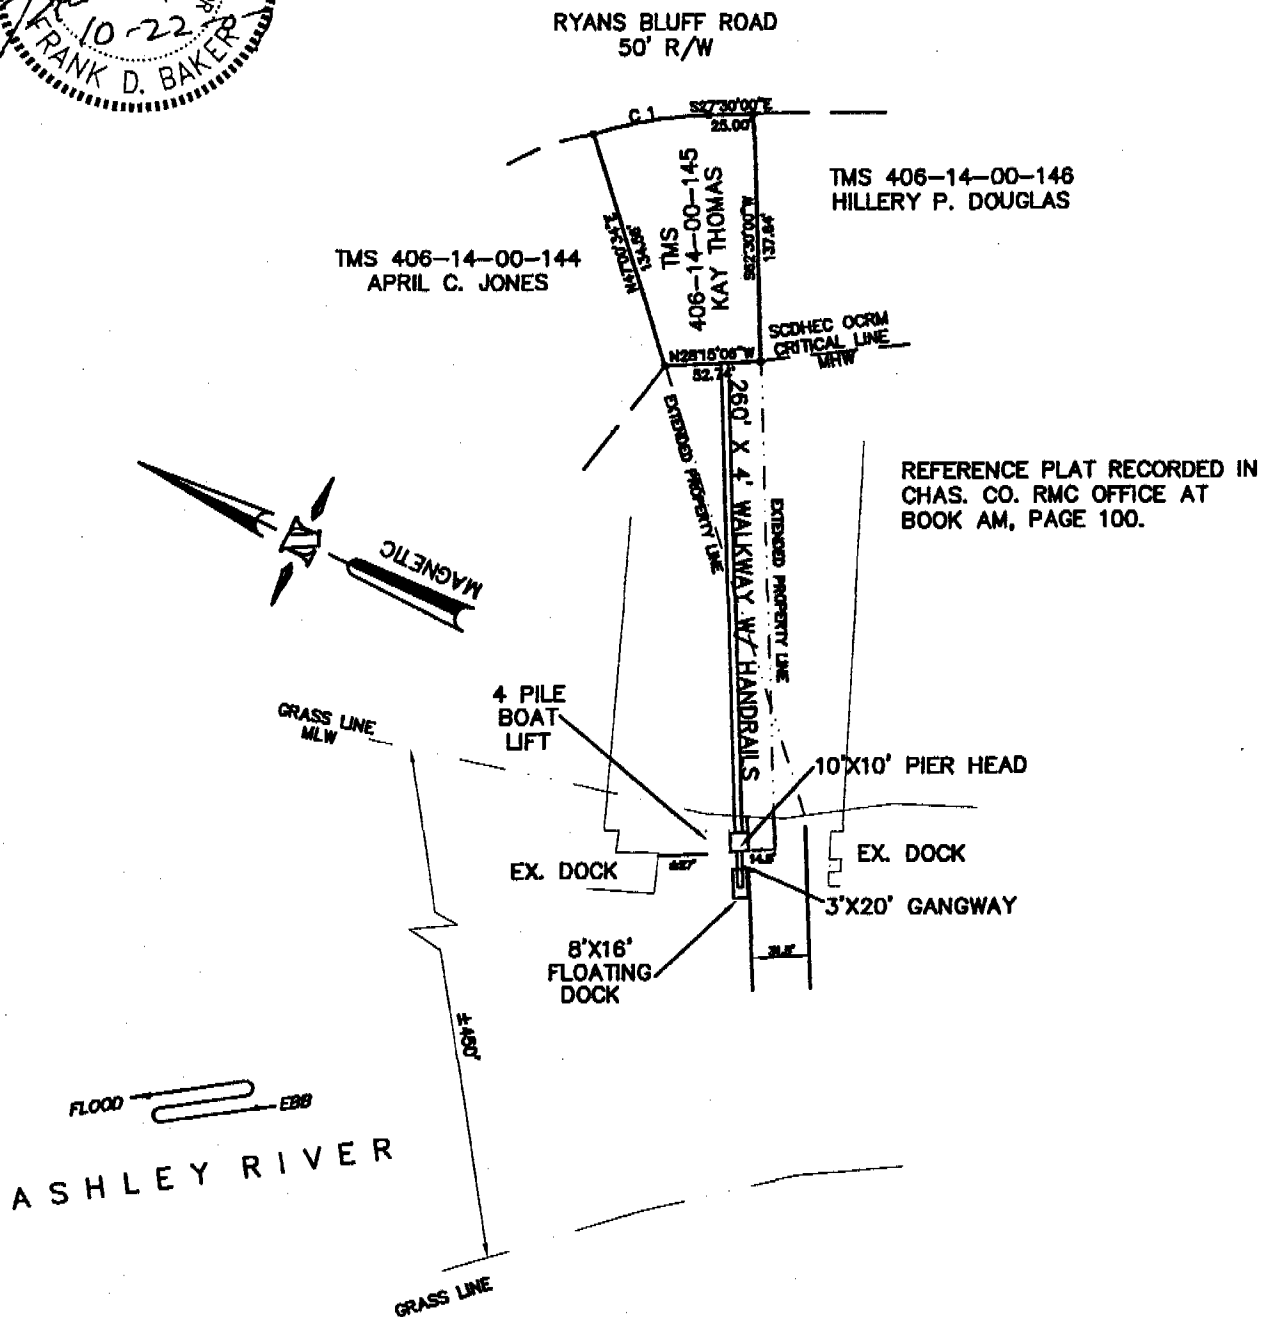 10-22
FRANK D. BAKER
RYANS BLUFF ROAD
50' R/W
C 1
S27°30'00"E
25.00'
TMS 406-14-00-146
HILLERY P. DOUGLAS
TMS
406-14-00-145
KAY THOMAS
S62°30'00"W
137.64'
TMS 406-14-00-144
APRIL C. JONES
SCDHEC OCRM
CRITICAL LINE
MHW
N28°15'06"W
52.74'
EXTENDED PROPERTY LINE
260' X 4' WALKWAY W/ HANDRAILS
EXTENDED PROPERTY LINE
REFERENCE PLAT RECORDED IN
CHAS. CO. RMC OFFICE AT
BOOK AM, PAGE 100.
MAGNETIC
4 PILE
BOAT
LIFT
GRASS LINE
MLW
10'X10' PIER HEAD
EX. DOCK
EX. DOCK
3'X20' GANGWAY
8'X16'
FLOATING
DOCK
±450'
FLOOD
EBB
ASHLEY RIVER
GRASS LINE